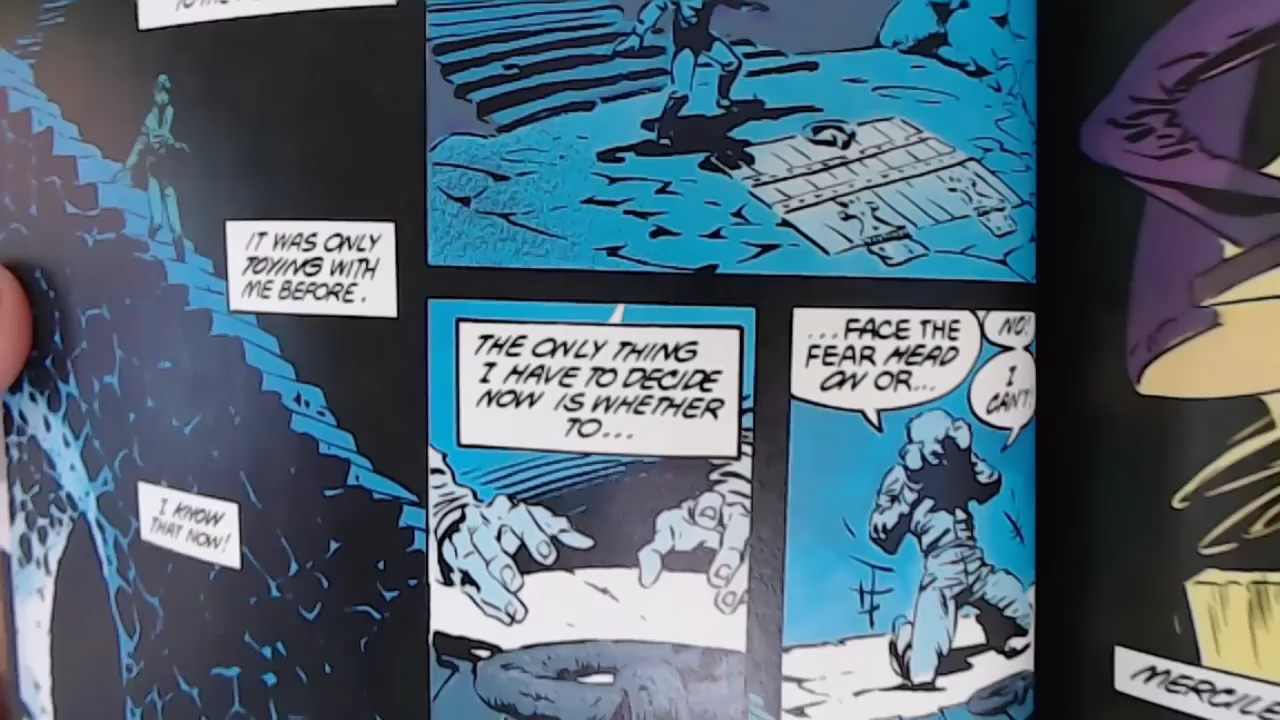 IT WAS ONLY
TOYING WITH
ME BEFORE.
I KNOW
THAT NOW!
THE ONLY THING
I HAVE TO DECIDE
NOW IS WHETHER
TO...
...FACE THE
FEAR HEAD
ON OR...
NO!
I
CAN'T